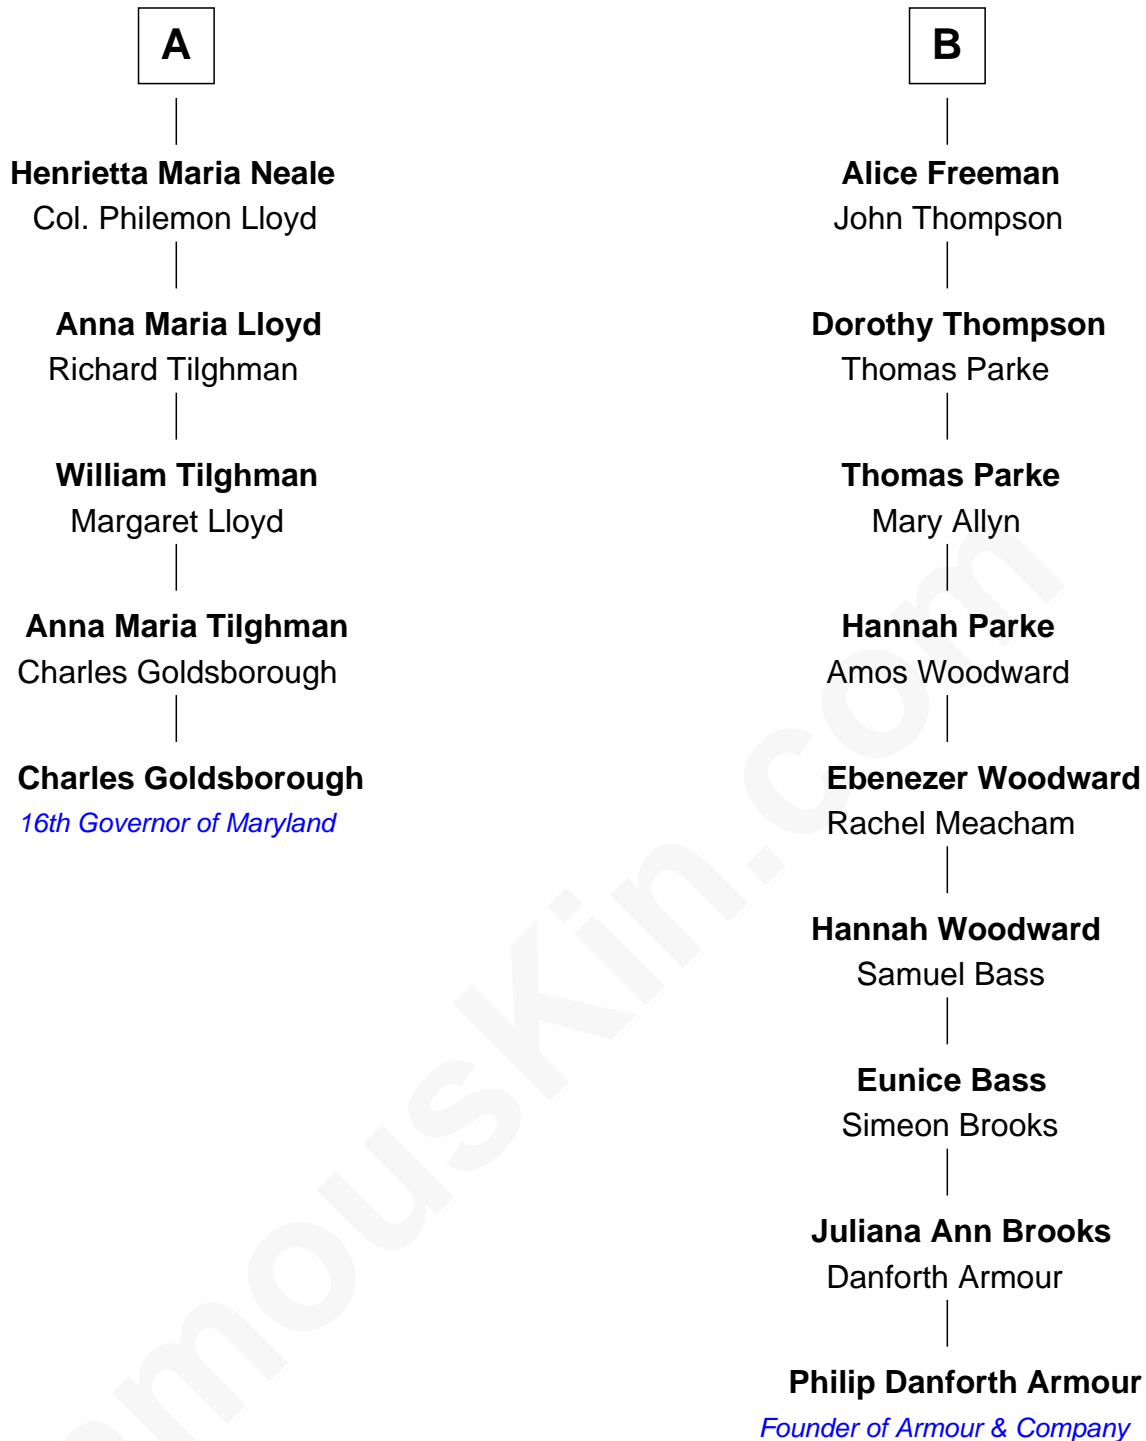 A
Henrietta Maria Neale
Col. Philemon Lloyd
Anna Maria Lloyd
Richard Tilghman
William Tilghman
Margaret Lloyd
Anna Maria Tilghman
Charles Goldsborough
Charles Goldsborough
16th Governor of Maryland
B
Alice Freeman
John Thompson
Dorothy Thompson
Thomas Parke
Thomas Parke
Mary Allyn
Hannah Parke
Amos Woodward
Ebenezer Woodward
Rachel Meacham
Hannah Woodward
Samuel Bass
Eunice Bass
Simeon Brooks
Juliana Ann Brooks
Danforth Armour
Philip Danforth Armour
Founder of Armour & Company
amouskin.com